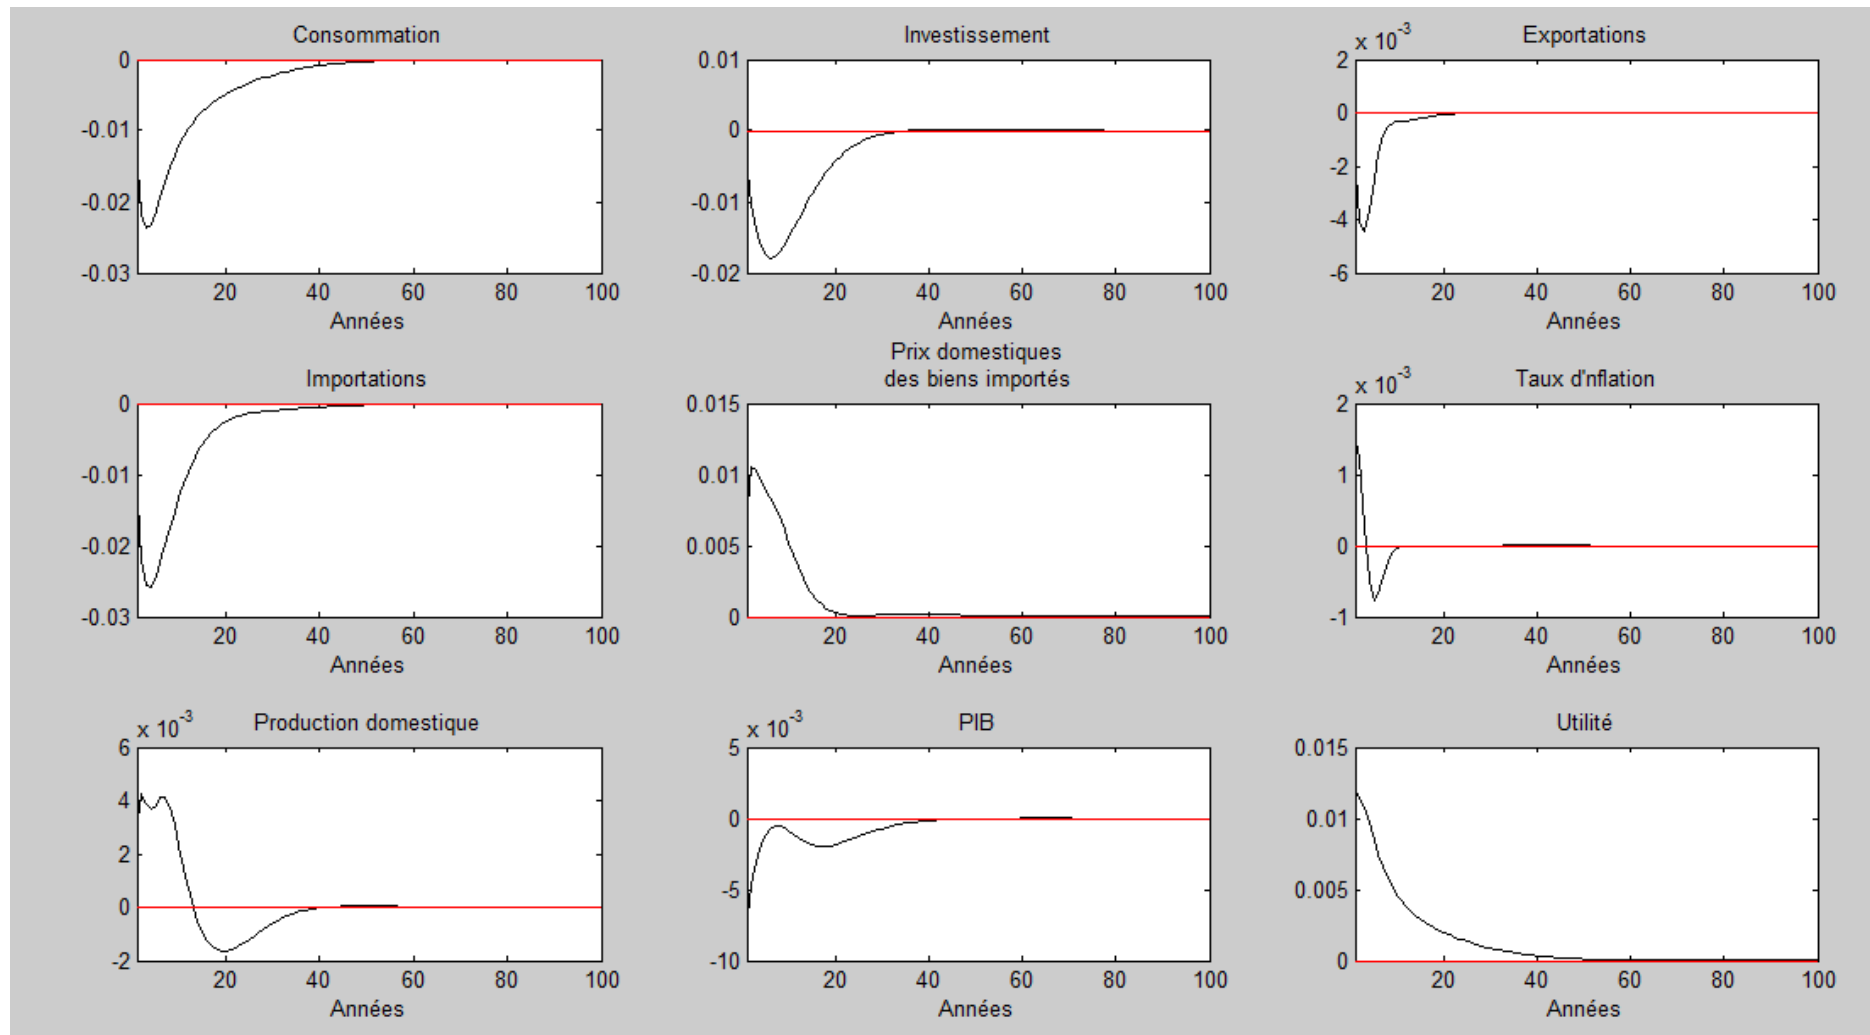 Consommation
0
-0.01
-0.02
-0.03
20 40 60 80 100
Années
Investissement
0.01
0
-0.01
-0.02
20 40 60 80 100
Années
Exportations
x 10^-3
2
0
-2
-4
-6
20 40 60 80 100
Années
Importations
0
-0.01
-0.02
-0.03
20 40 60 80 100
Années
Prix domestiques
des biens importés
0.015
0.01
0.005
0
20 40 60 80 100
Années
Taux d'nflation
x 10^-3
2
1
0
-1
20 40 60 80 100
Années
Production domestique
x 10^-3
6
4
2
0
-2
20 40 60 80 100
Années
PIB
x 10^-3
5
0
-5
-10
20 40 60 80 100
Années
Utilité
0.015
0.01
0.005
0
20 40 60 80 100
Années